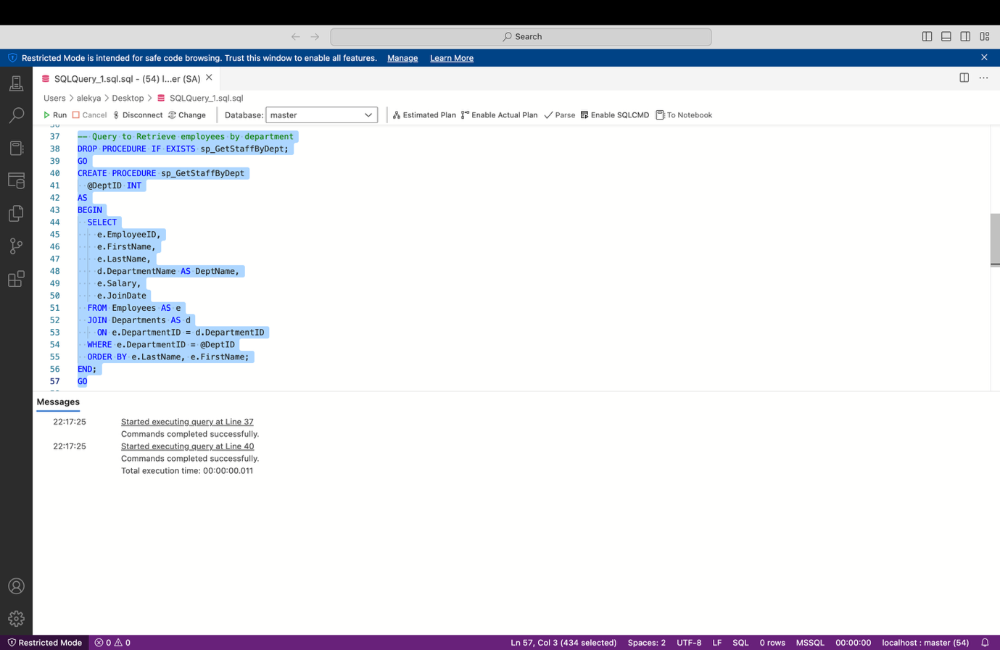 Search
Restricted Mode is intended for safe code browsing. Trust this window to enable all features. Manage Learn More
SQLQuery_1.sql.sql - (54) l...er (SA)
Users > alekya > Desktop > SQLQuery_1.sql.sql
Run Cancel Disconnect Change Database: master Estimated Plan Enable Actual Plan Parse Enable SQLCMD To Notebook
37 -- Query to Retrieve employees by department
38 DROP PROCEDURE IF EXISTS sp_GetStaffByDept;
39 GO
40 CREATE PROCEDURE sp_GetStaffByDept
41 @DeptID INT
42 AS
43 BEGIN
44 SELECT
45 e.EmployeeID,
46 e.FirstName,
47 e.LastName,
48 d.DepartmentName AS DeptName,
49 e.Salary,
50 e.JoinDate
51 FROM Employees AS e
52 JOIN Departments AS d
53 ON e.DepartmentID = d.DepartmentID
54 WHERE e.DepartmentID = @DeptID
55 ORDER BY e.LastName, e.FirstName;
56 END;
57 GO
Messages
22:17:25 Started executing query at Line 37
Commands completed successfully.
22:17:25 Started executing query at Line 40
Commands completed successfully.
Total execution time: 00:00:00.011
Restricted Mode 0 0 Ln 57, Col 3 (434 selected) Spaces: 2 UTF-8 LF SQL 0 rows MSSQL 00:00:00 localhost : master (54)